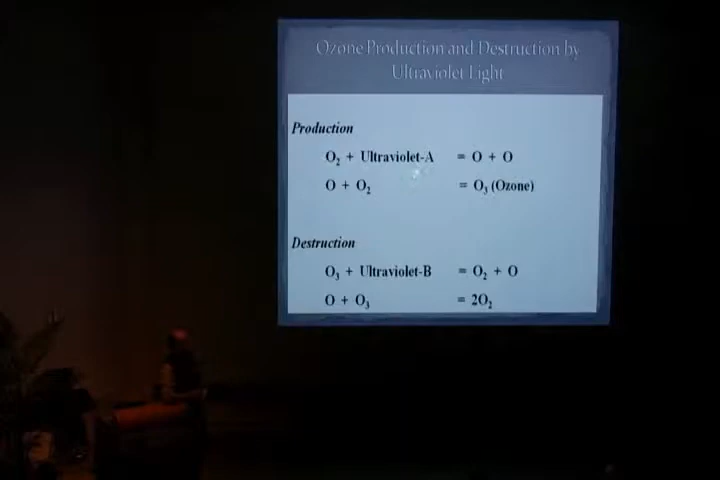 Ozone Production and Destruction by
Ultraviolet Light
Production
O₂ + Ultraviolet-A = O + O
O + O₂ = O₃ (Ozone)
Destruction
O₃ + Ultraviolet-B = O₂ + O
O + O₃ = 2O₂